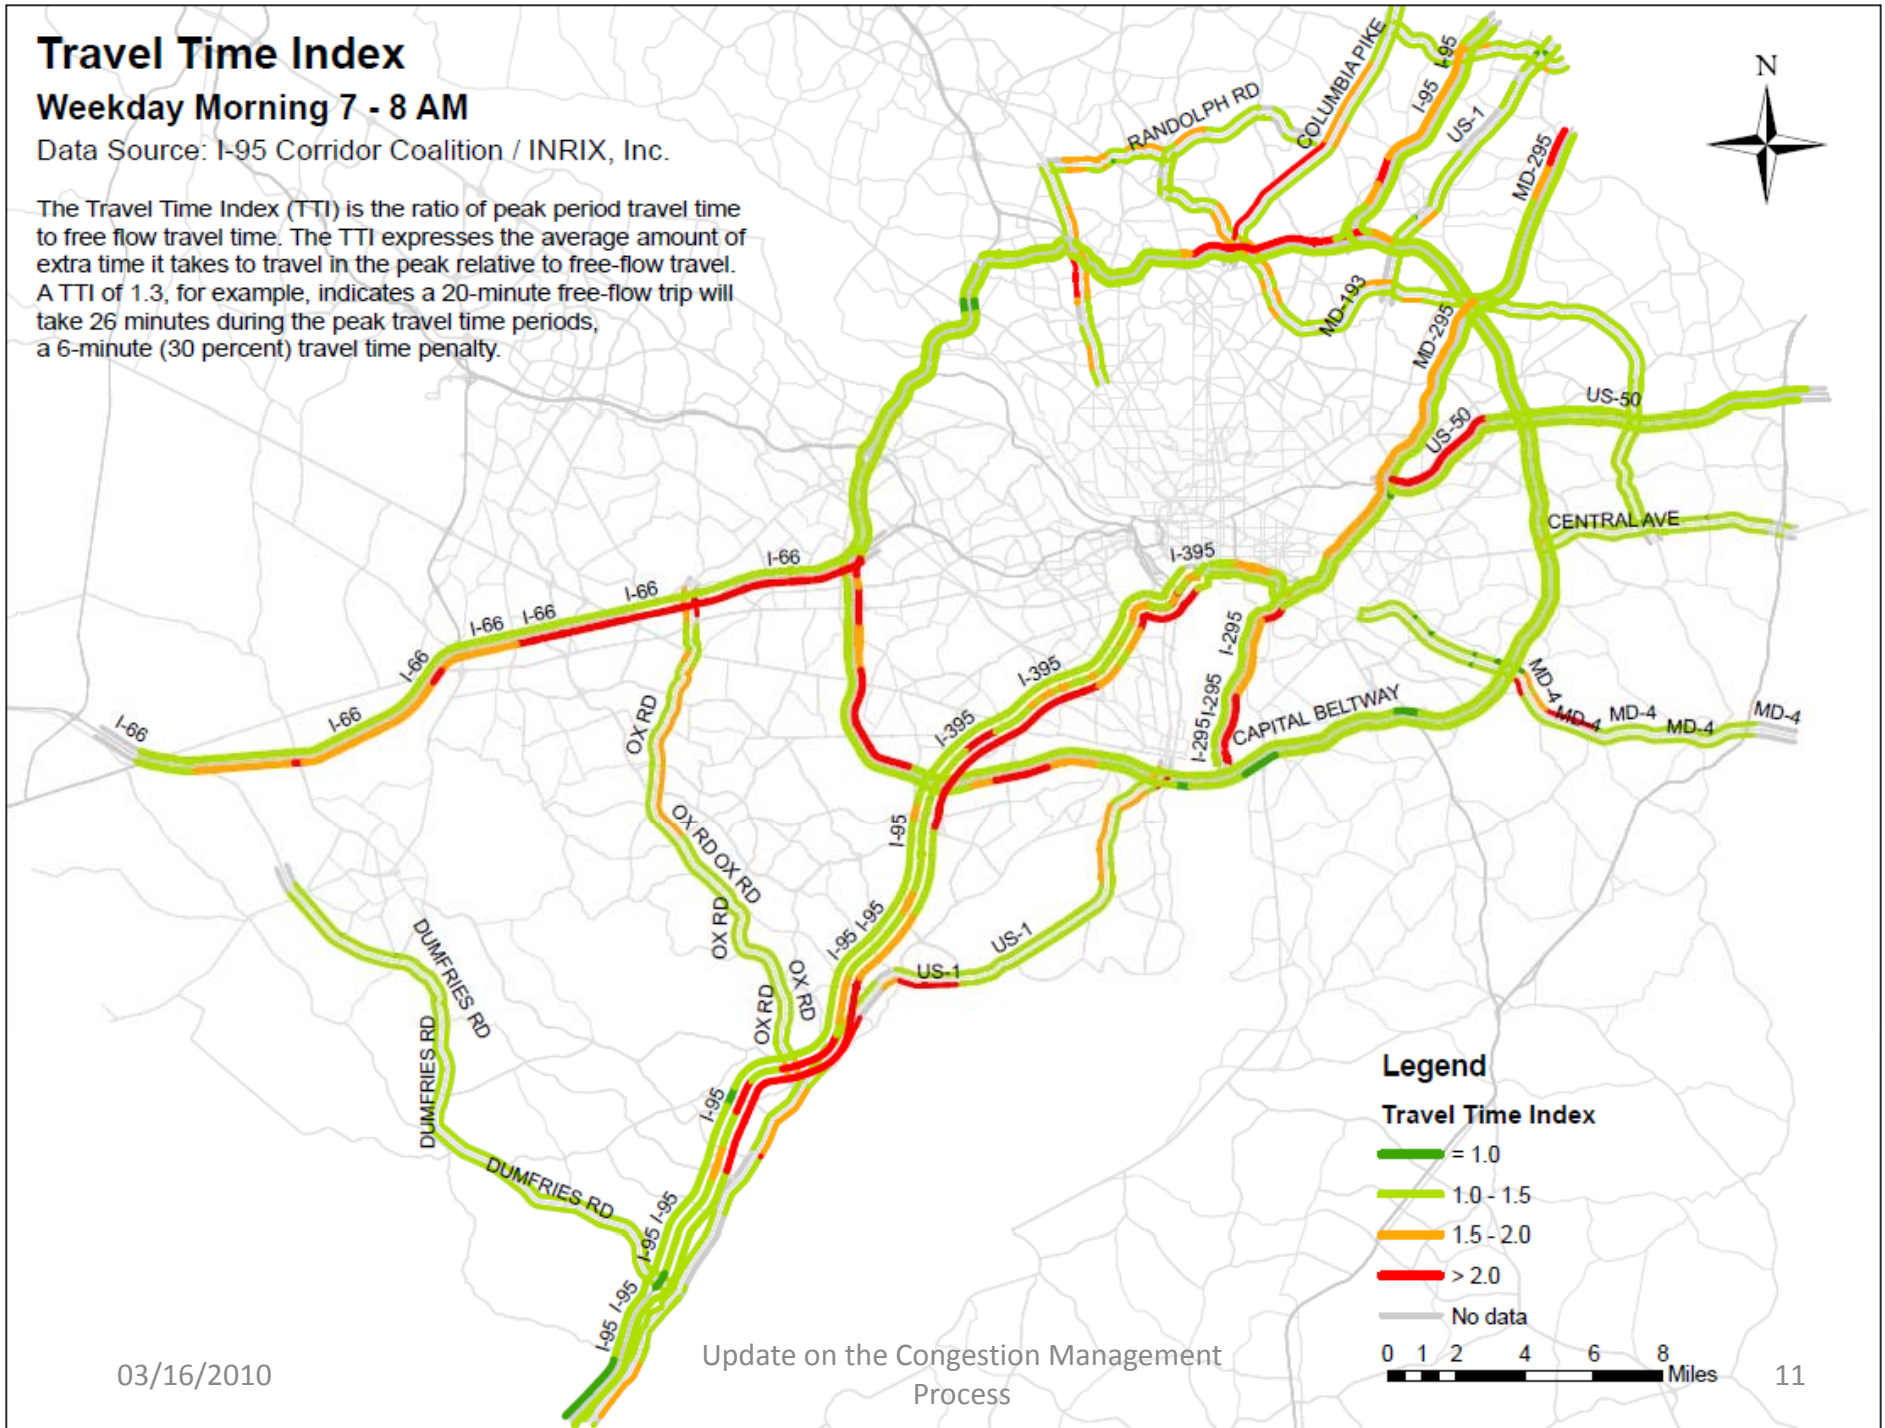 Travel Time Index
Weekday Morning 7 - 8 AM
Data Source: I-95 Corridor Coalition / INRIX, Inc.
The Travel Time Index (TTI) is the ratio of peak period travel time
to free flow travel time. The TTI expresses the average amount of
extra time it takes to travel in the peak relative to free-flow travel.
A TTI of 1.3, for example, indicates a 20-minute free-flow trip will
take 26 minutes during the peak travel time periods,
a 6-minute (30 percent) travel time penalty.
N
COLUMBIA PIKE
I-95
I-95
RANDOLPH RD
US-1
MD-295
MD-193
MD-295
US-50
US-50
CENTRAL AVE
I-395
I-66
I-66
I-66
I-66
I-66
I-66
I-66
I-295
I-395
I-295
I-295
I-395
CAPITAL BELTWAY
MD-4
MD-4
MD-4
MD-4
MD-4
OX RD
OX RD
OX RD
OX RD
OX RD
OX RD
I-95
I-95
I-95
US-1
US-1
DUMFRIES RD
DUMFRIES RD
DUMFRIES RD
I-95
I-95
I-95
I-95
I-95
Legend
Travel Time Index
= 1.0
1.0 - 1.5
1.5 - 2.0
> 2.0
No data
0 1 2 4 6 8
Miles
03/16/2010
Update on the Congestion Management
Process
11